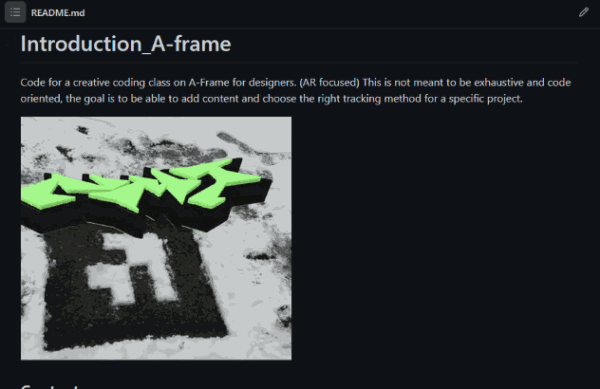 README.md
Introduction_A-frame
Code for a creative coding class on A-Frame for designers. (AR focused) This is not meant to be exhaustive and code
oriented, the goal is to be able to add content and choose the right tracking method for a specific project.